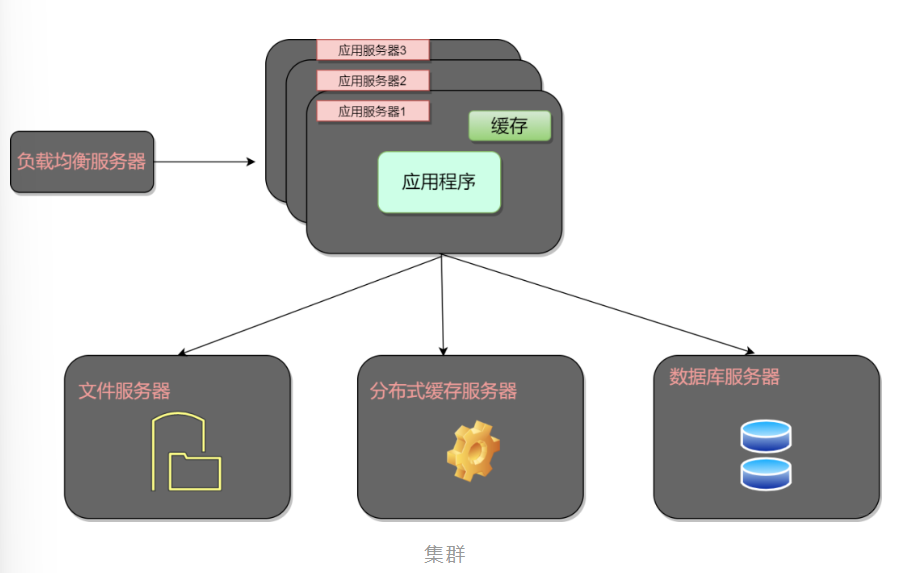 应用服务器3
应用服务器2
应用服务器1
缓存
负载均衡服务器
应用程序
文件服务器
分布式缓存服务器
数据库服务器
集群